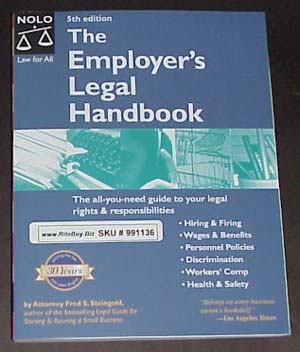 NOLO
5th edition
Law for All
The
Employer's
Legal
Handbook
The all-you-need guide to your legal
rights & responsibilities
www.RiteBuy.Biz SKU # 991136
• Hiring & Firing
• Wages & Benefits
• Personnel Policies
• Discrimination
• Workers' Comp
• Health & Safety
30 Years
by Attorney Fred S. Steingold,
author of the bestselling Legal Guide for
Starting & Running a Small Business
"Belongs on every business
owner's bookshelf."
—Los Angeles Times